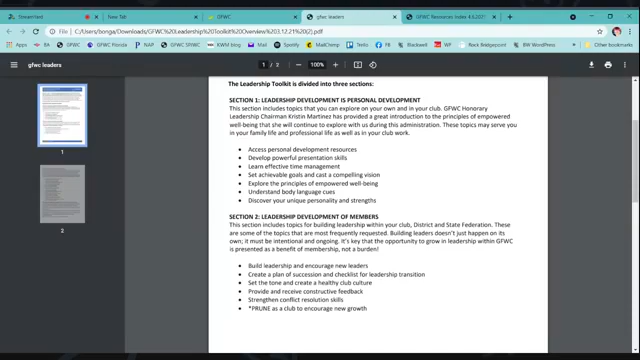 Streamtext
New Tab
GFWC
gfwc leaders
GFWC Resources Index 4.6.2021
File | C:/Users/bonga/Downloads/GFWC%20Leadership%20Toolkit%20Overview%203.12.21%20(2).pdf
Apps
Bob
GFWC
GFWC Florida
NAP
GFWC SRWC
KWM blog
Spotify
MailChimp
FB
Blackwell
Shopper
Rock Bridgeport
BW WordPress
Other bookmarks
gfwc leaders
1 / 2
100%
1
2
The Leadership Toolkit is divided into three sections:
SECTION 1: LEADERSHIP DEVELOPMENT IS PERSONAL DEVELOPMENT
This section includes topics that you can explore on your own and in your club. GFWC Honorary
Leadership Chairman Kristin Martinez has provided a great introduction to the principles of empowered
well-being that she will continue to explore with us during this administration. These topics may serve you
in your family life and professional life as well as in your club work.
• Access personal development resources
• Develop powerful presentation skills
• Learn effective time management
• Set achievable goals and cast a compelling vision
• Explore the principles of empowered well-being
• Understand body language cues
• Discover your unique personality and strengths
SECTION 2: LEADERSHIP DEVELOPMENT OF MEMBERS
This section includes topics for building leadership within your club, District and State Federation. These
are some of the topics that are most frequently requested. Building leaders doesn't just happen on its
own; it must be intentional and ongoing. It's key that the opportunity to grow in leadership within GFWC
is presented as a benefit of membership, not a burden!
• Build leadership and encourage new leaders
• Create a plan of succession and checklist for leadership transition
• Set the tone and create a healthy club culture
• Provide and receive constructive feedback
• Strengthen conflict resolution skills
• *PRUNE as a club to encourage new growth